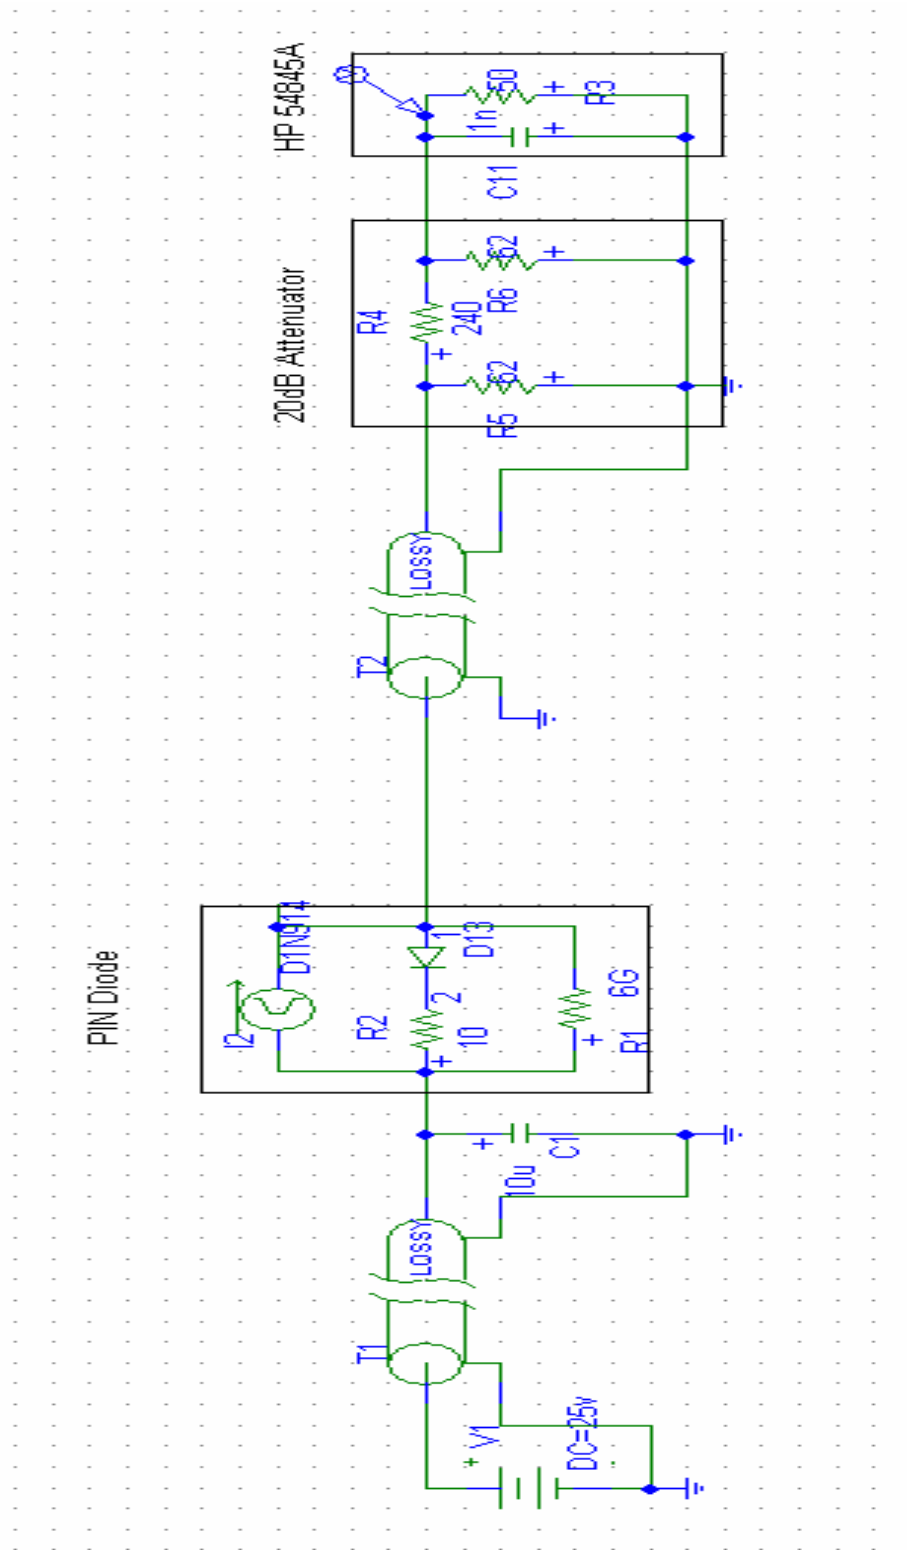 HP 54845A
50
R3
1n
C11
20dB Attenuator
R4
240
62
R6
62
R5
LOSSY
T2
PIN Diode
D1N914
1
D13
I2
R2
2
10
6G
R1
C1
10u
LOSSY
T1
V1
DC=25v